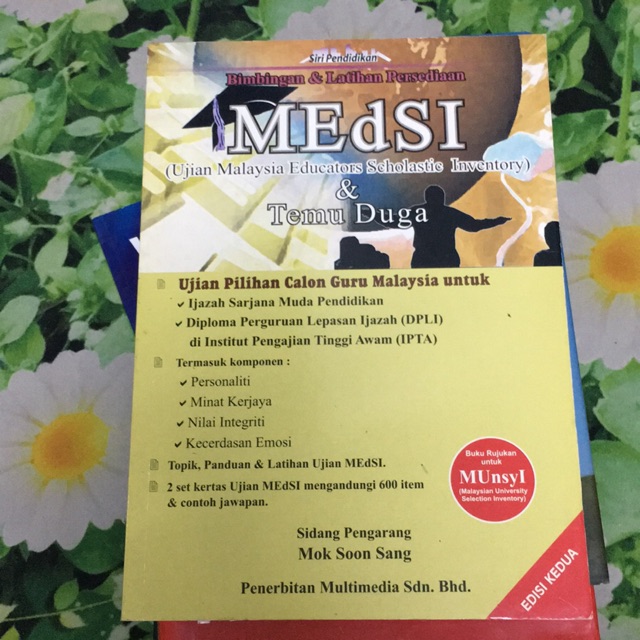 Siri Pendidikan
Bimbingan & Latihan Persediaan
MEdSI
(Ujian Malaysia Educators Scholastic Inventory)
&
Temu Duga
Ujian Pilihan Calon Guru Malaysia untuk
Ijazah Sarjana Muda Pendidikan
Diploma Perguruan Lepasan Ijazah (DPLI)
di Institut Pengajian Tinggi Awam (IPTA)
Termasuk komponen :
Personaliti
Minat Kerjaya
Nilai Integriti
Kecerdasan Emosi
Topik, Panduan & Latihan Ujian MEdSI.
2 set kertas Ujian MEdSI mengandungi 600 item
& contoh jawapan.
Buku Rujukan
untuk
MUnsyI
(Malaysian University
Selection Inventory)
Sidang Pengarang
Mok Soon Sang
Penerbitan Multimedia Sdn. Bhd.
EDISI KEDUA